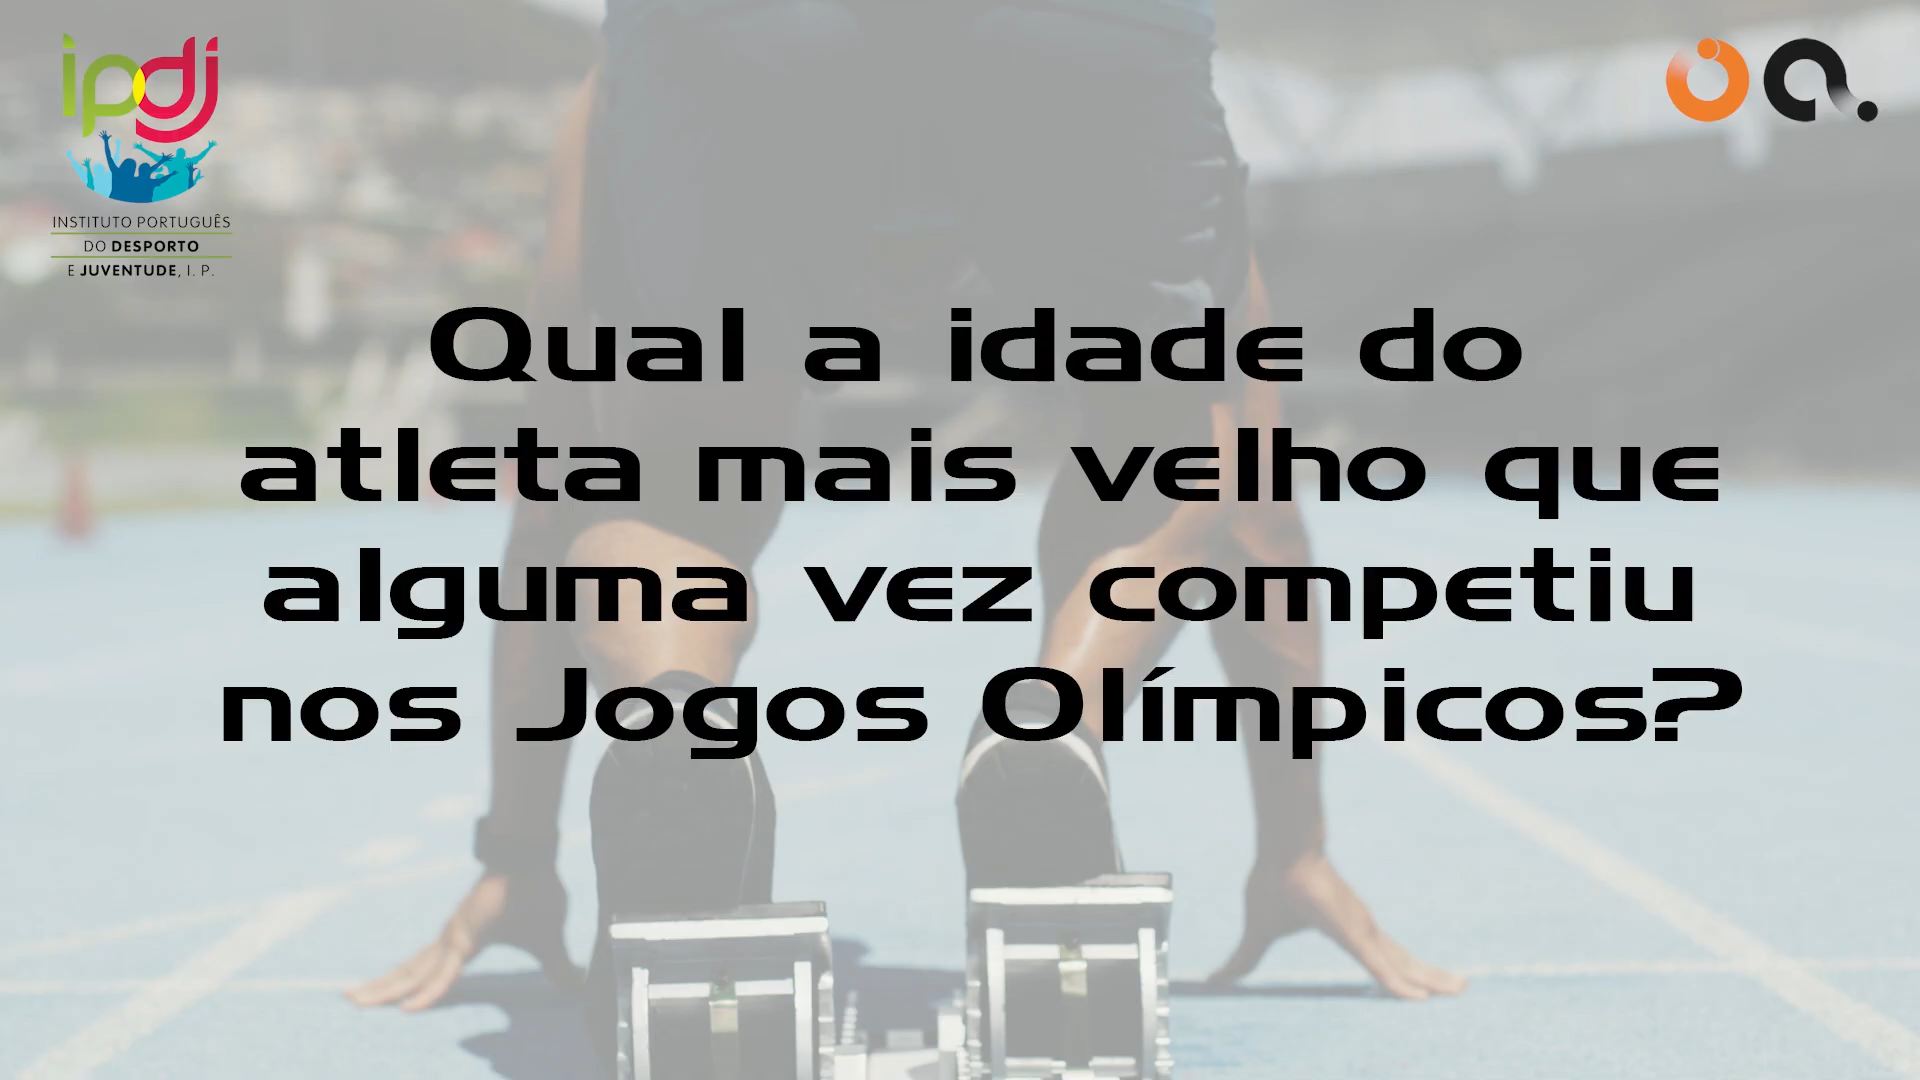 ipdj
INSTITUTO PORTUGUÊS
DO DESPORTO
E JUVENTUDE, I. P.
Qual a idade do
atleta mais velho que
alguma vez competiu
nos Jogos Olímpicos?